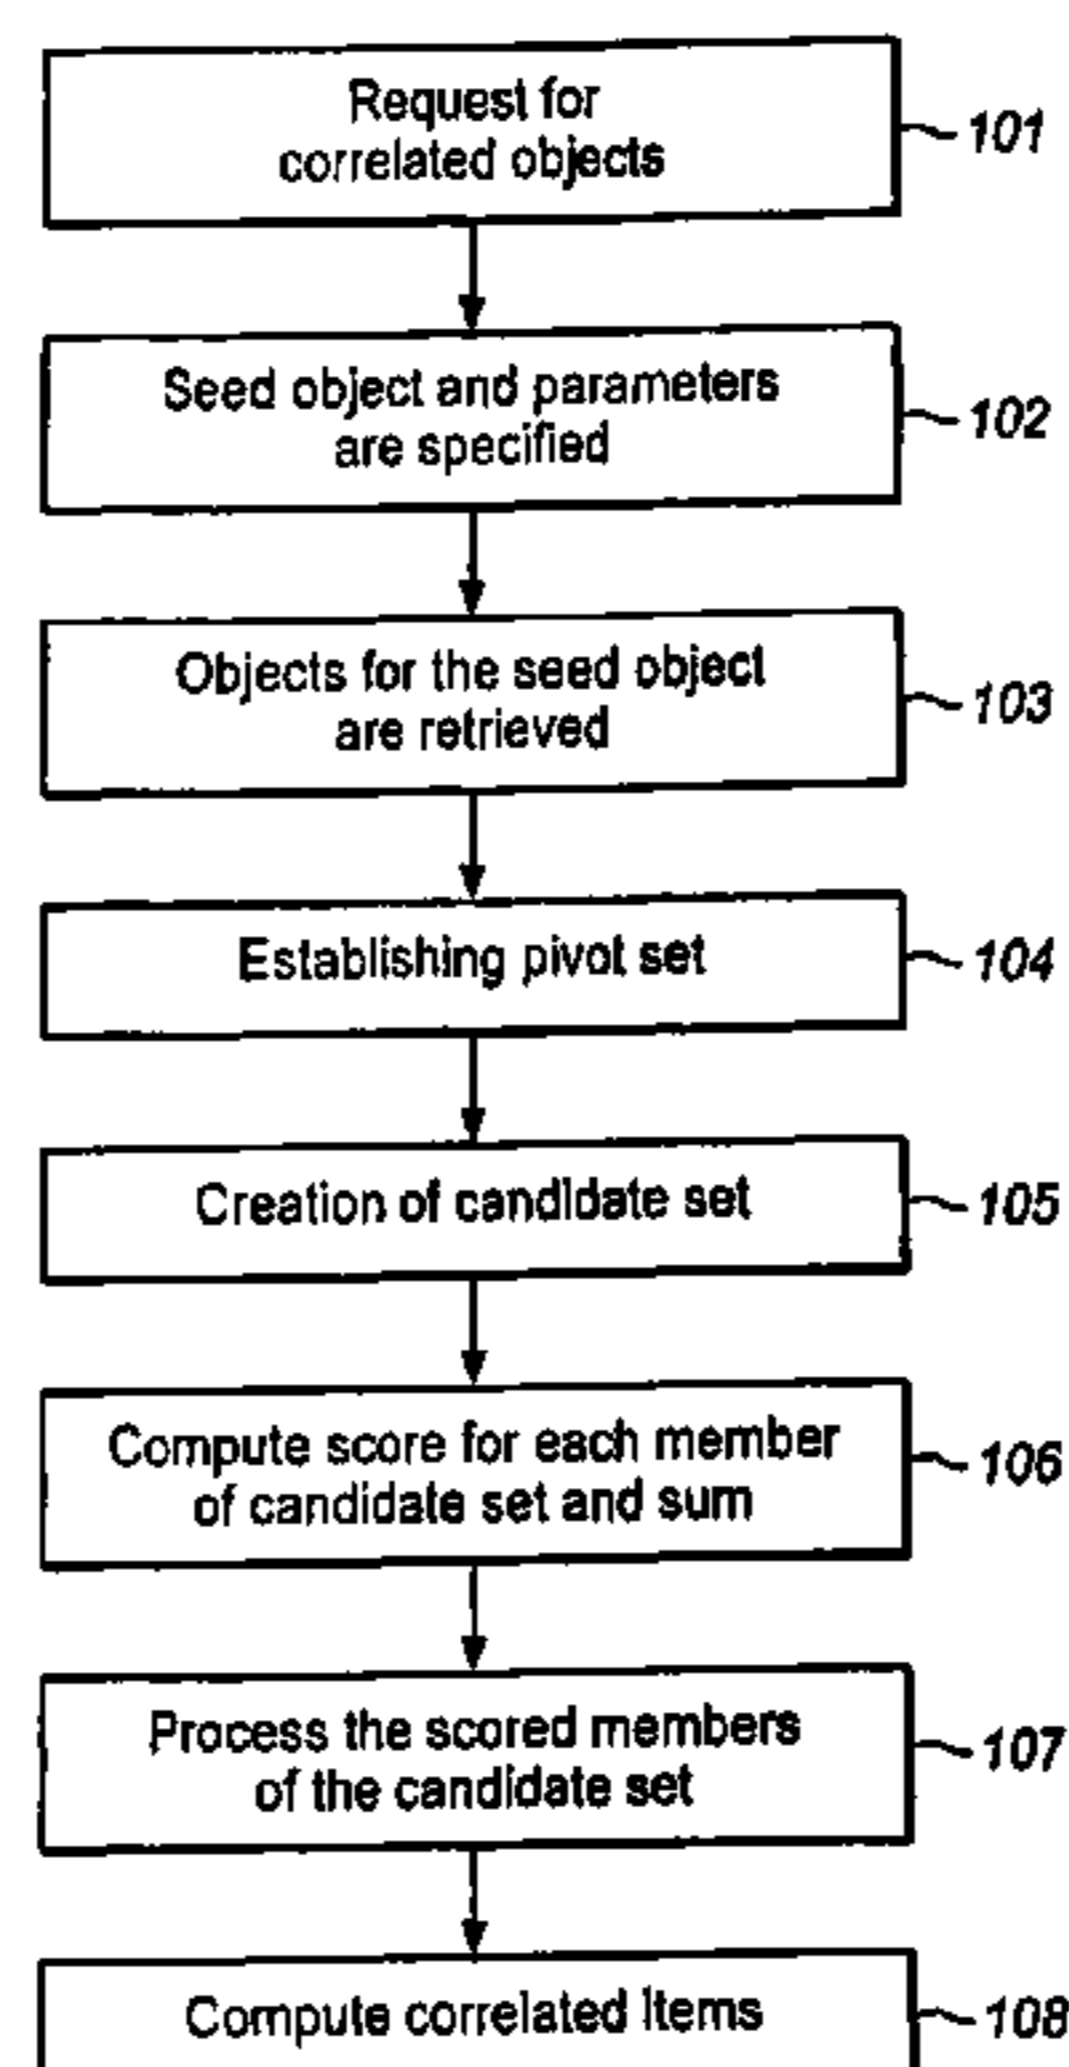 Request for
correlated objects
101
Seed object and parameters
are specified
102
Objects for the seed object
are retrieved
103
Establishing pivot set
104
Creation of candidate set
105
Compute score for each member
of candidate set and sum
106
Process the scored members
of the candidate set
107
Compute correlated items
108